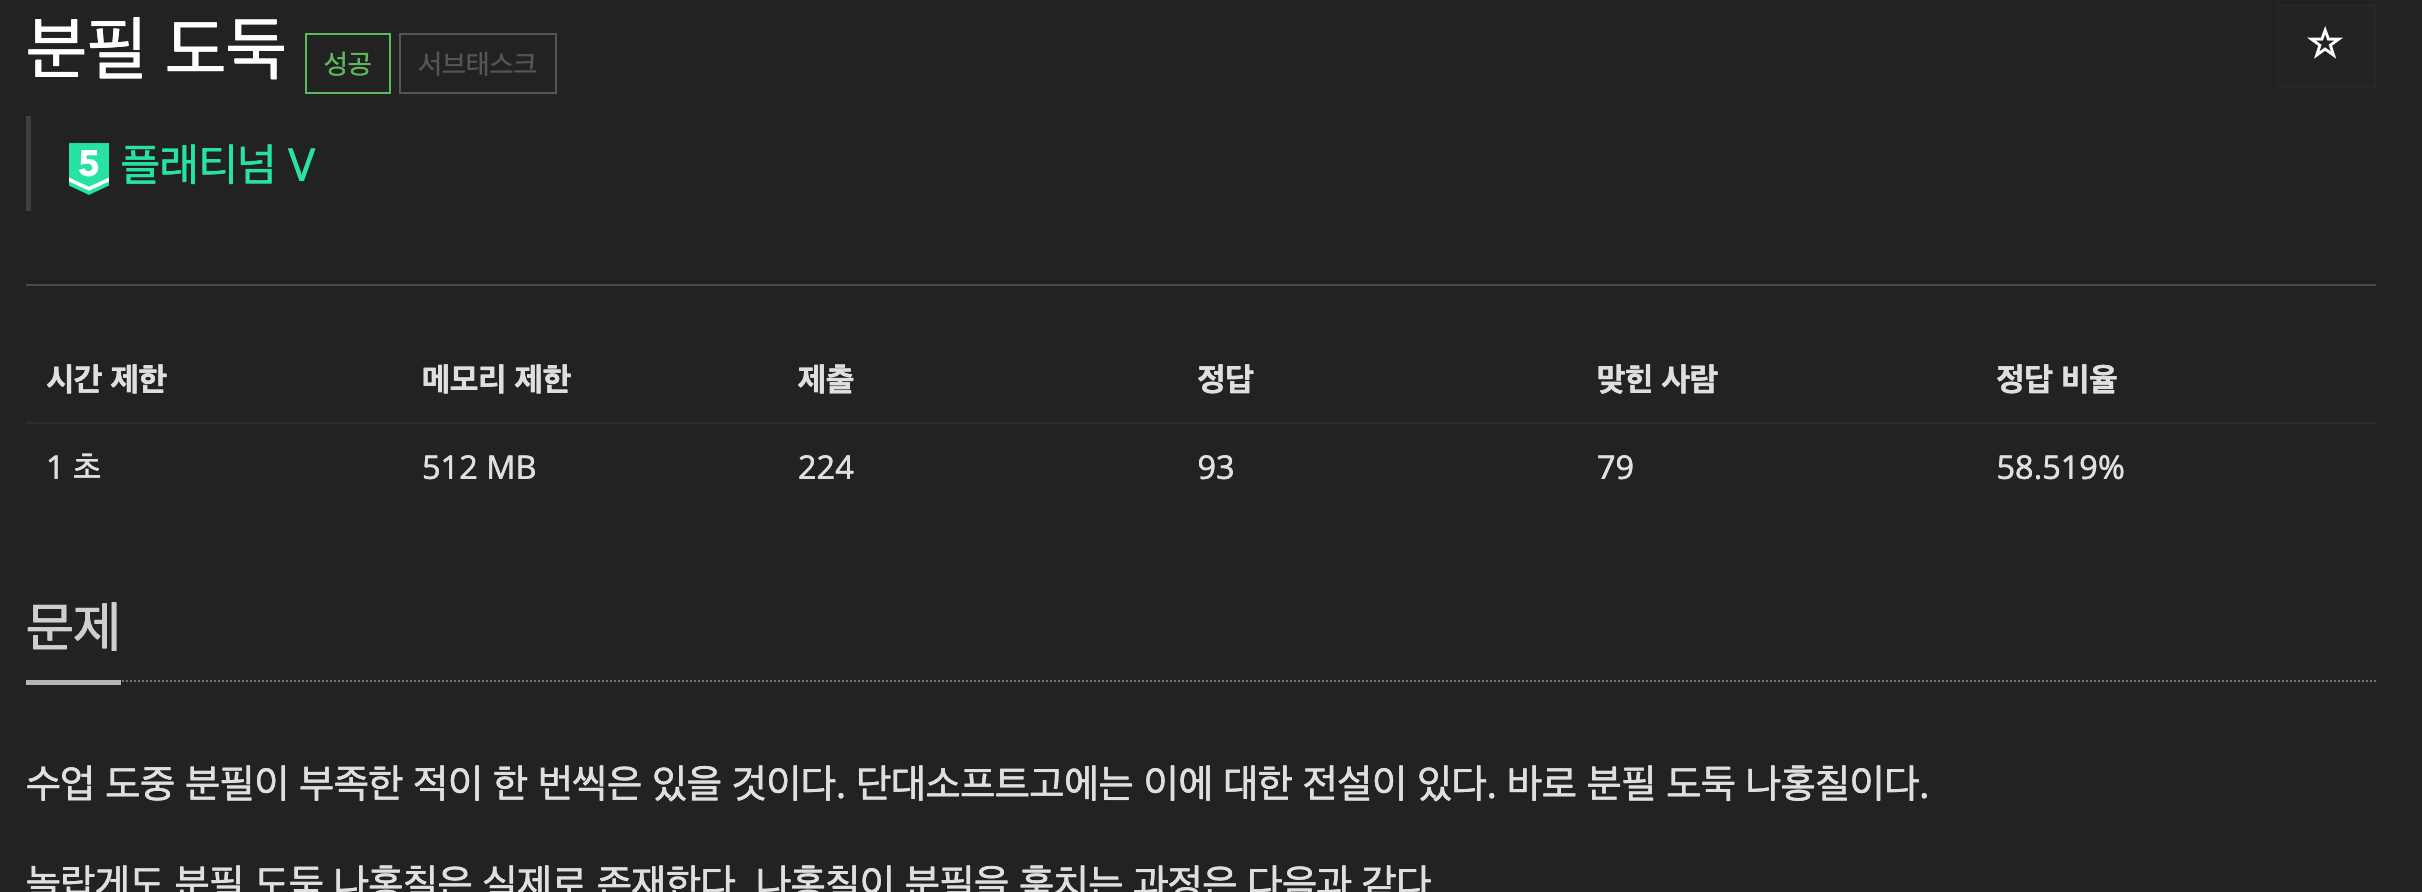 분필 도둑 성공 서브태스크
5 플래티넘 V
시간 제한 메모리 제한 제출 정답 맞힌 사람 정답 비율
1 초 512 MB 224 93 79 58.519%
문제
수업 도중 분필이 부족한 적이 한 번씩은 있을 것이다. 단대소프트고에는 이에 대한 전설이 있다. 바로 분필 도둑 나홍칠이다.
놀랍게도 분필 도둑 나홍칠은 실제로 존재한다. 나홍칠이 분필을 훔치는 과정은 다음과 같다